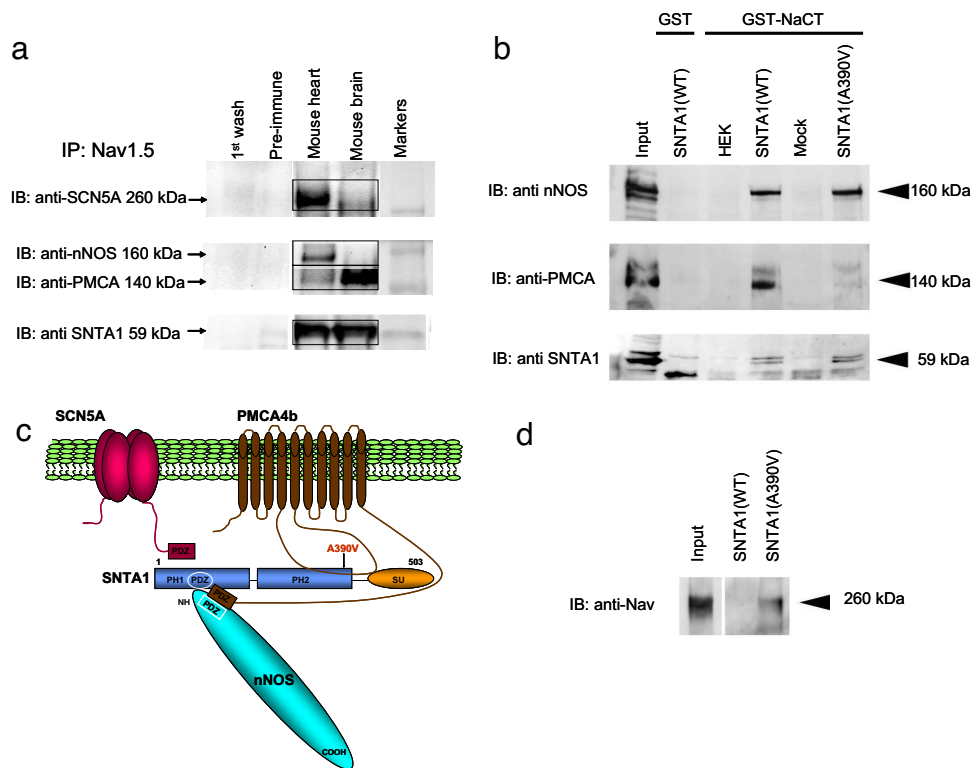 a
IP: Nav1.5
1st wash
Pre-immune
Mouse heart
Mouse brain
Markers
IB: anti-SCN5A 260 kDa
IB: anti-nNOS 160 kDa
IB: anti-PMCA 140 kDa
IB: anti SNTA1 59 kDa
b
GST
GST-NaCT
Input
SNTA1(WT)
HEK
SNTA1(WT)
Mock
SNTA1(A390V)
IB: anti nNOS
160 kDa
IB: anti-PMCA
140 kDa
IB: anti SNTA1
59 kDa
c
SCN5A
PMCA4b
PDZ
A390V
1
503
SNTA1
PH1
PDZ
PH2
SU
PDZ
NH
PDZ
nNOS
COOH
d
Input
SNTA1(WT)
SNTA1(A390V)
IB: anti-Nav
260 kDa